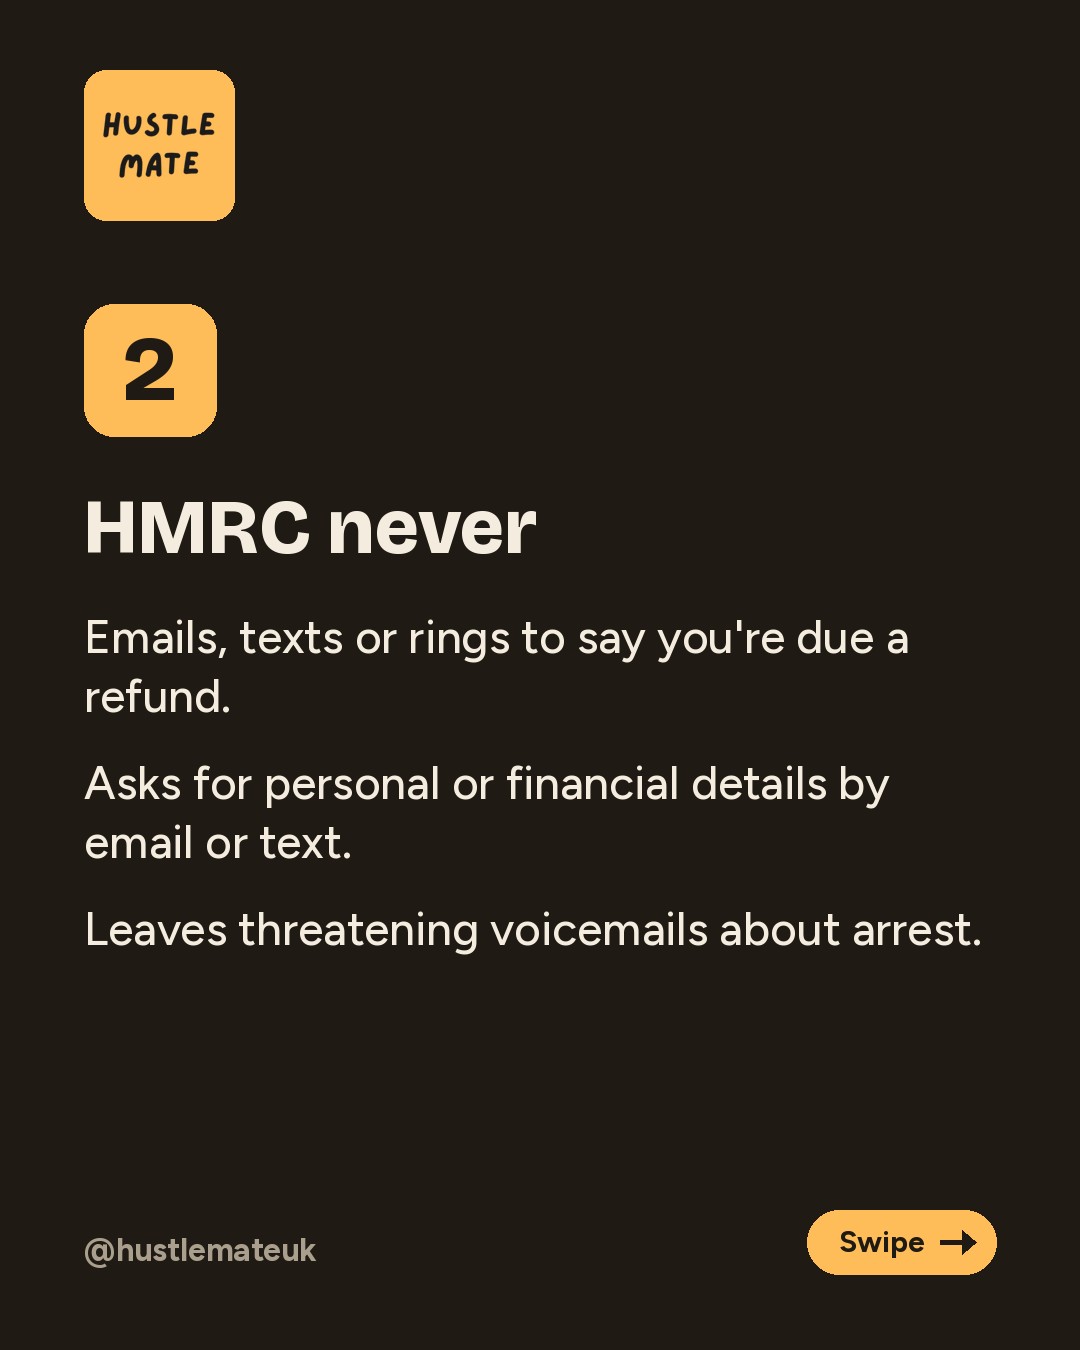 HUSTLE
MATE
2
HMRC never
Emails, texts or rings to say you're due a
refund.
Asks for personal or financial details by
email or text.
Leaves threatening voicemails about arrest.
@hustlemateuk
Swipe →